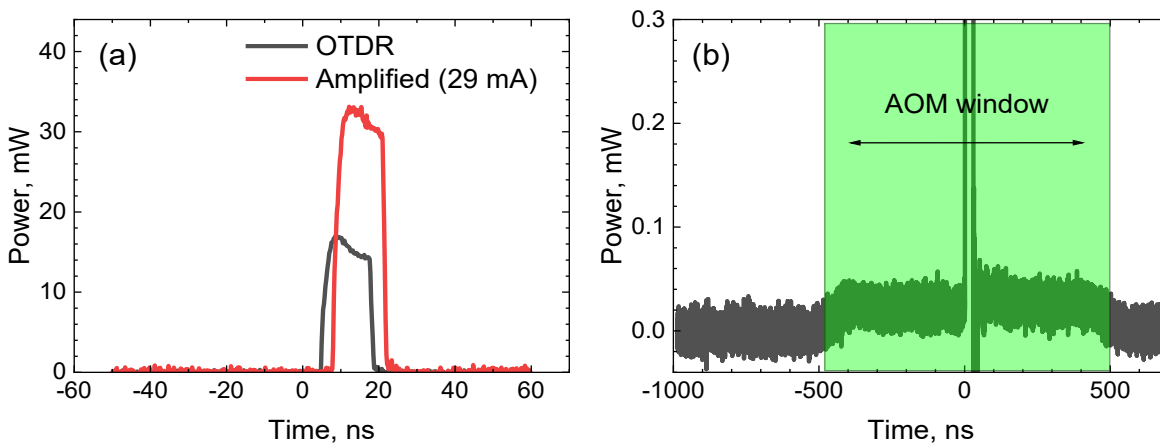 (a)
OTDR
Amplified (29 mA)
40
30
20
10
0
Power, mW
-60 -40 -20 0 20 40 60
Time, ns
(b)
AOM window
0.3
0.2
0.1
0.0
Power, mW
-1000 -500 0 500
Time, ns